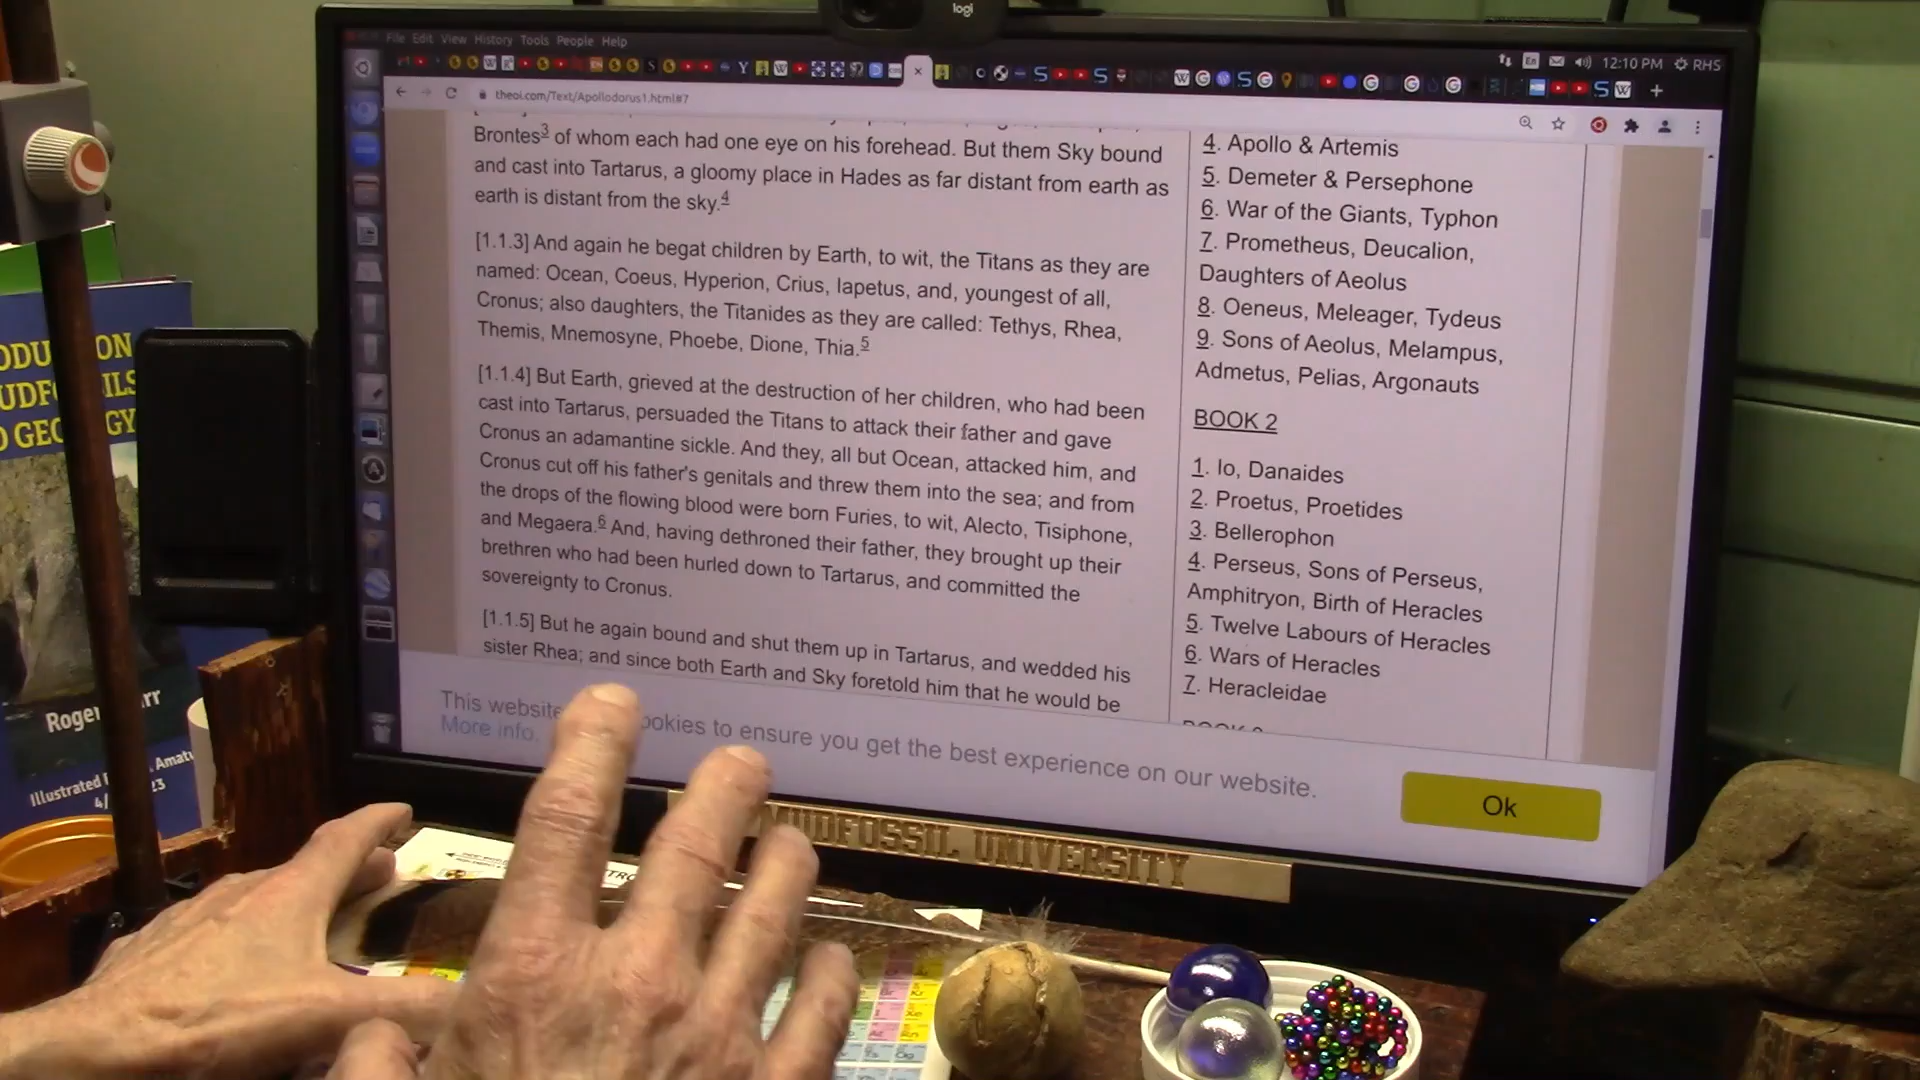 logi
File Edit View History Tools People Help
12:10 PM RHS
theoi.com/Text/Apollodorus1.html#7
Brontes3 of whom each had one eye on his forehead. But them Sky bound
and cast into Tartarus, a gloomy place in Hades as far distant from earth as
earth is distant from the sky.4
[1.1.3] And again he begat children by Earth, to wit, the Titans as they are
named: Ocean, Coeus, Hyperion, Crius, Iapetus, and, youngest of all,
Cronus; also daughters, the Titanides as they are called: Tethys, Rhea,
Themis, Mnemosyne, Phoebe, Dione, Thia.5
[1.1.4] But Earth, grieved at the destruction of her children, who had been
cast into Tartarus, persuaded the Titans to attack their father and gave
Cronus an adamantine sickle. And they, all but Ocean, attacked him, and
Cronus cut off his father's genitals and threw them into the sea; and from
the drops of the flowing blood were born Furies, to wit, Alecto, Tisiphone,
and Megaera.6 And, having dethroned their father, they brought up their
brethren who had been hurled down to Tartarus, and committed the
sovereignty to Cronus.
[1.1.5] But he again bound and shut them up in Tartarus, and wedded his
sister Rhea; and since both Earth and Sky foretold him that he would be
4. Apollo & Artemis
5. Demeter & Persephone
6. War of the Giants, Typhon
7. Prometheus, Deucalion,
Daughters of Aeolus
8. Oeneus, Meleager, Tydeus
9. Sons of Aeolus, Melampus,
Admetus, Pelias, Argonauts
BOOK 2
1. Io, Danaides
2. Proetus, Proetides
3. Bellerophon
4. Perseus, Sons of Perseus,
Amphitryon, Birth of Heracles
5. Twelve Labours of Heracles
6. Wars of Heracles
7. Heracleidae
This website ookies to ensure you get the best experience on our website.
More info.
Ok
MUDFOSSIL UNIVERSITY
ODU ON
UDF ILS
O GEO GY
Roger rr
Illustrated Amatu